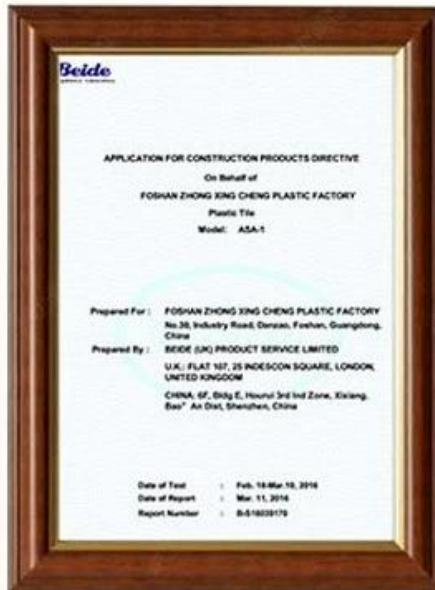 Beide
APPLICATION FOR CONSTRUCTION PRODUCTS DIRECTIVE
On Behalf of
FOSHAN ZHONG XING CHENG PLASTIC FACTORY
Plastic Tile
Model: ASA-1
Prepared For : FOSHAN ZHONG XING CHENG PLASTIC FACTORY
No.30, Industry Road, Danzao, Foshan, Guangdong,
China
Prepared By : BEIDE (UK) PRODUCT SERVICE LIMITED
U.K.: FLAT 107, 25 INDESCON SQUARE, LONDON,
UNITED KINGDOM
CHINA: 6F, Bldg E, Hourui 3rd Ind Zone, Xixiang,
Bao" An Dist, Shenzhen, China
Date of Test : Feb. 18-Mar.10, 2016
Date of Report : Mar. 11, 2016
Report Number :